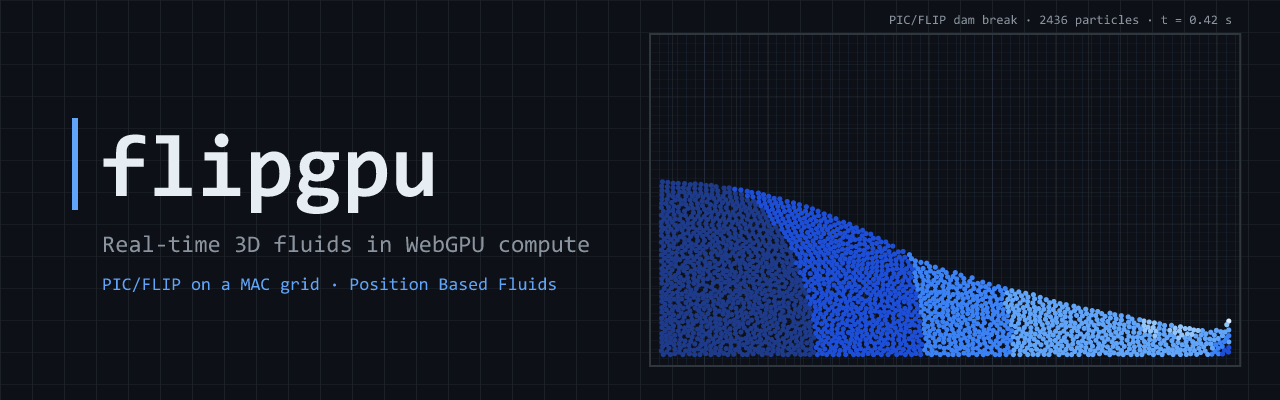 PIC/FLIP dam break · 2436 particles · t = 0.42 s
flipgpu
Real-time 3D fluids in WebGPU compute
PIC/FLIP on a MAC grid · Position Based Fluids